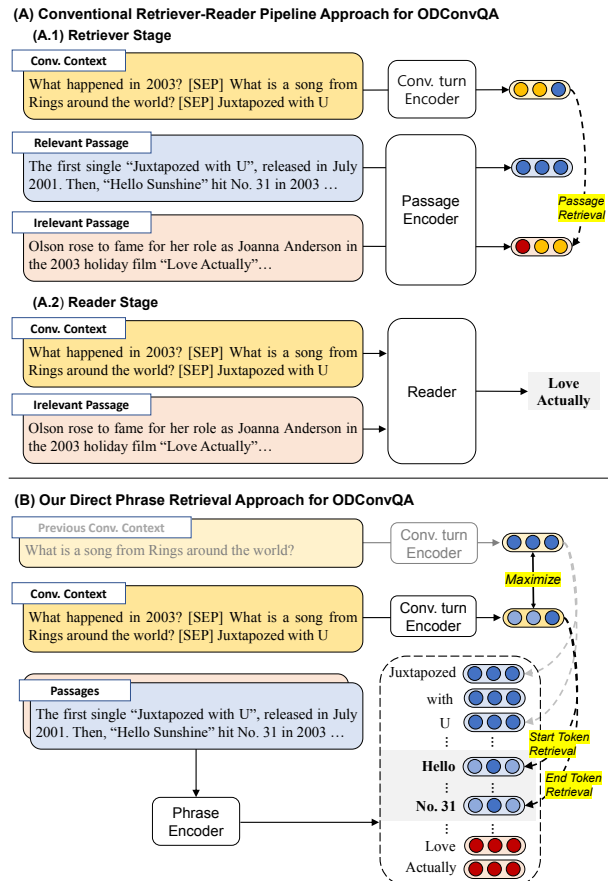 (A) Conventional Retriever-Reader Pipeline Approach for ODConvQA
(A.1) Retriever Stage
Conv. Context
What happened in 2003? [SEP] What is a song from
Rings around the world? [SEP] Juxtapozed with U
Conv. turn
Encoder
Relevant Passage
The first single “Juxtapozed with U”, released in July
2001. Then, “Hello Sunshine” hit No. 31 in 2003 …
Passage
Encoder
Passage
Retrieval
Irelevant Passage
Olson rose to fame for her role as Joanna Anderson in
the 2003 holiday film “Love Actually”…
(A.2) Reader Stage
Conv. Context
What happened in 2003? [SEP] What is a song from
Rings around the world? [SEP] Juxtapozed with U
Reader
Love
Actually
Irelevant Passage
Olson rose to fame for her role as Joanna Anderson in
the 2003 holiday film “Love Actually”…
(B) Our Direct Phrase Retrieval Approach for ODConvQA
Previous Conv. Context
What is a song from Rings around the world?
Conv. turn
Encoder
Maximize
Conv. Context
What happened in 2003? [SEP] What is a song from
Rings around the world? [SEP] Juxtapozed with U
Conv. turn
Encoder
Passages
The first single “Juxtapozed with U”, released in July
2001. Then, “Hello Sunshine” hit No. 31 in 2003 …
Phrase
Encoder
Juxtapozed
with
U
Hello
No. 31
Love
Actually
Start Token
Retrieval
End Token
Retrieval